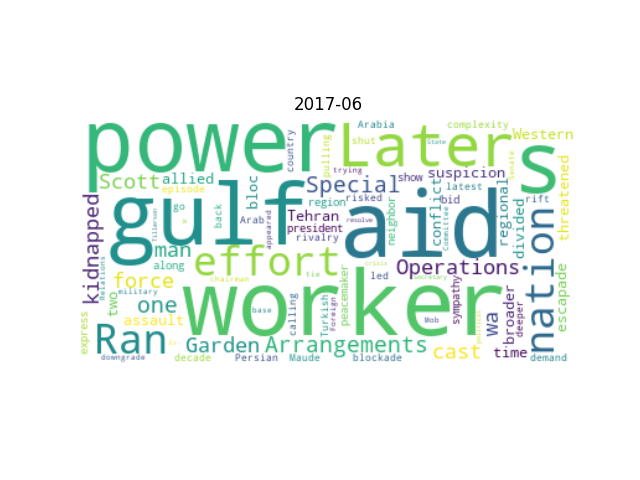 2017-06
power
Later
s
gulf
aid
worker
nation
effort
Ran
Arabia
complexity
Western
shut
State
country
pulling
trying
Scott
allied
bloc
Special
show
suspicion
latest
Senate
threatened
episode
go
back
Arab
region
risked
bid
rift
kidnapped
man
Tillerson
appeared
Tehran
president
resolve
rivalry
neighbor
conflict
Committee
regional
divided
along
force
chairman
tie
crisis
led
Operations
Secretary
sympathy
broader
deeper
escapade
Relations
military
two
one
base
calling
Turkish
Foreign
peacemaker
Mob
political
wa
express
assault
Garden
Arrangements
cast
time
demand
downgrade
decade
Persian
Maude
blockade